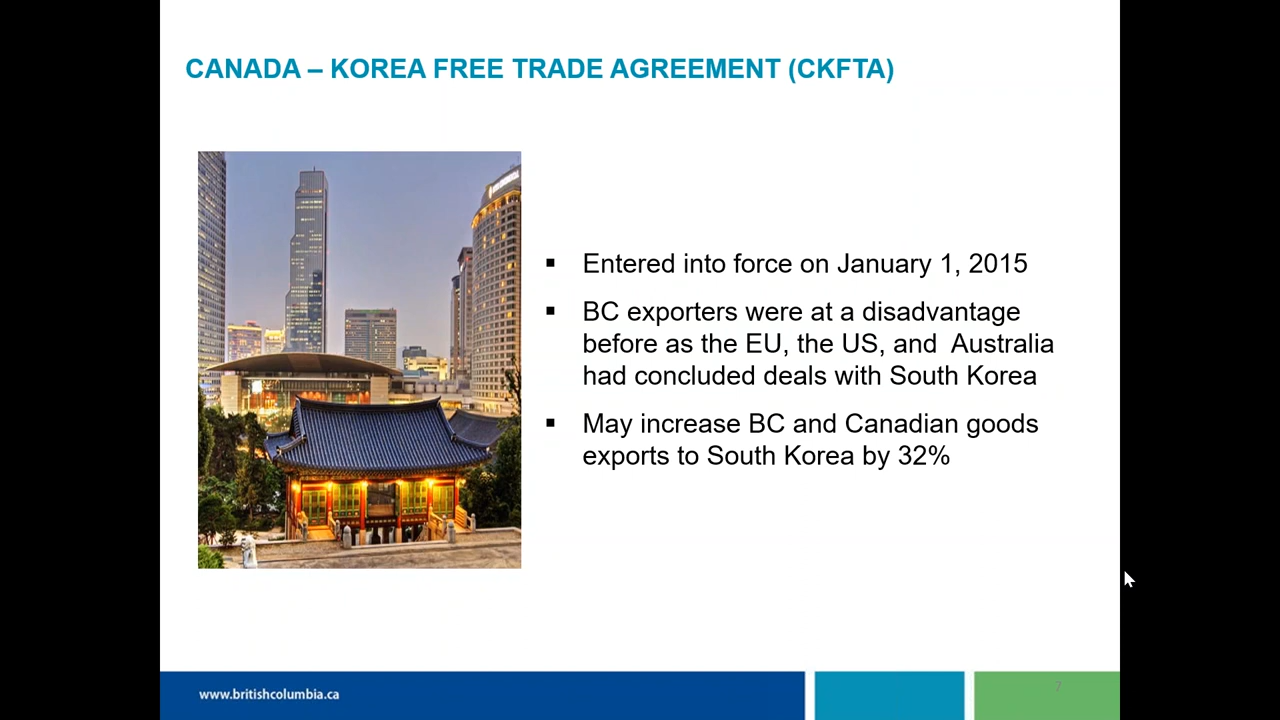 CANADA – KOREA FREE TRADE AGREEMENT (CKFTA)
▪ Entered into force on January 1, 2015
▪ BC exporters were at a disadvantage
before as the EU, the US, and  Australia
had concluded deals with South Korea
▪ May increase BC and Canadian goods
exports to South Korea by 32%
www.britishcolumbia.ca
7